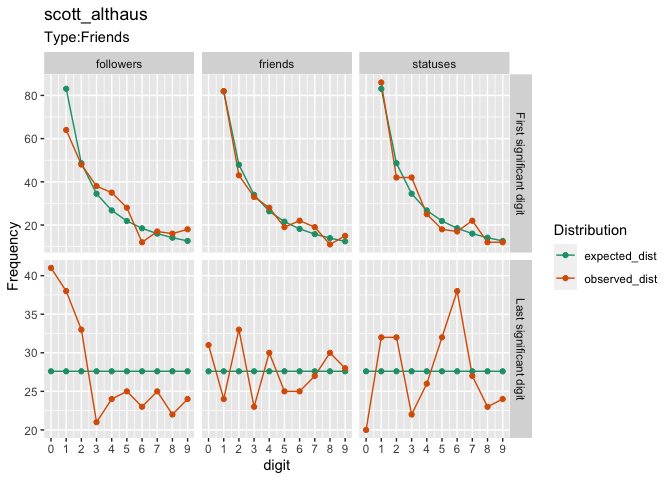 scott_althaus
Type:Friends
followers friends statuses
80
60
40
20
First significant digit
40
35
30
25
20
Last significant digit
Frequency
0 1 2 3 4 5 6 7 8 9 0 1 2 3 4 5 6 7 8 9 0 1 2 3 4 5 6 7 8 9
digit
Distribution
expected_dist
observed_dist